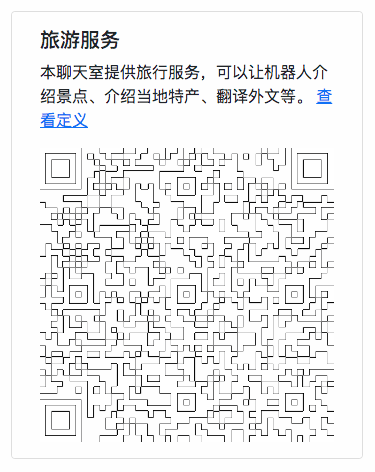 旅游服务
本聊天室提供旅行服务，可以让机器人介
绍景点、介绍当地特产、翻译外文等。 查
看定义